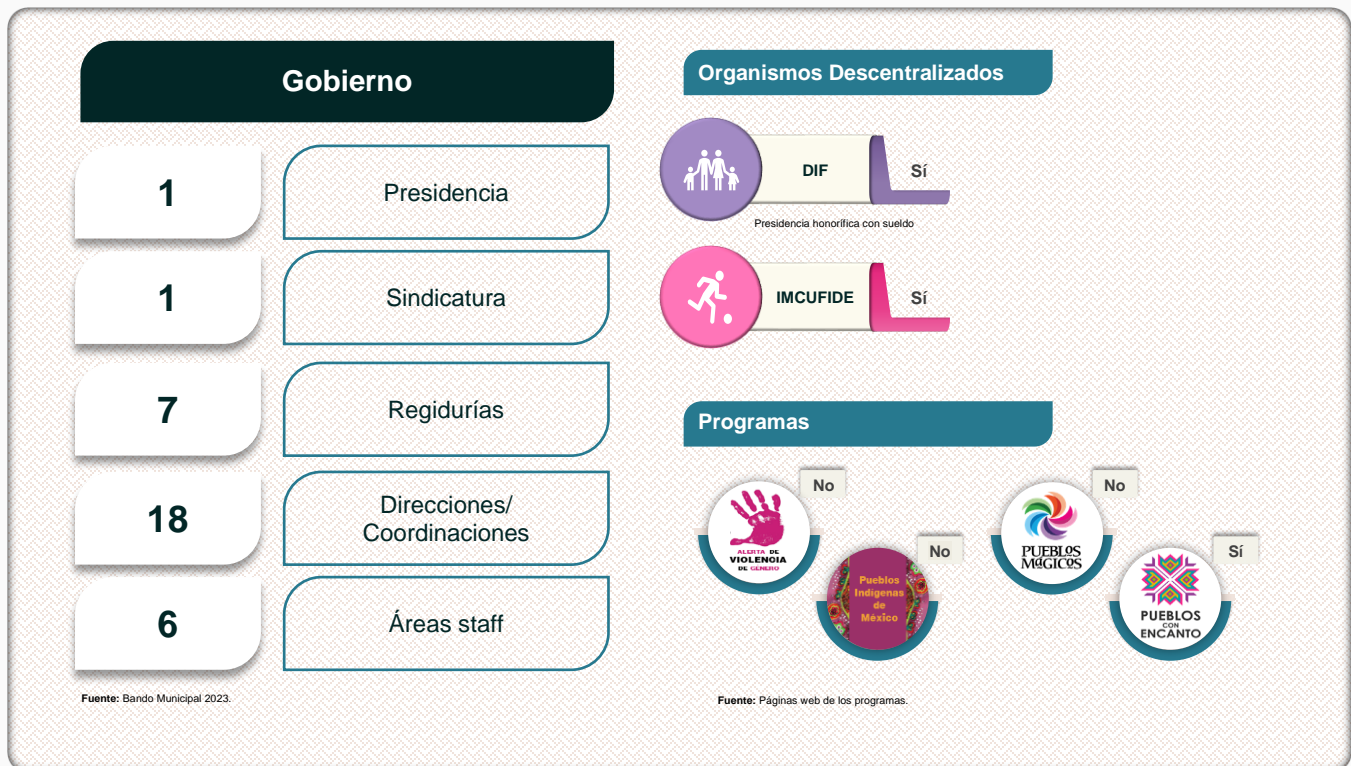 Gobierno
1
Presidencia
1
Sindicatura
7
Regidurías
18
Direcciones/
Coordinaciones
6
Áreas staff
Fuente: Bando Municipal 2023.
Organismos Descentralizados
DIF
Sí
Presidencia honorífica con sueldo
IMCUFIDE
Sí
Programas
No
ALERTA DE
VIOLENCIA
DE GENERO
No
Pueblos
Indígenas
de
México
No
PUEBLOS
MáGICOS
Sí
PUEBLOS
CON
ENCANTO
Fuente: Páginas web de los programas.